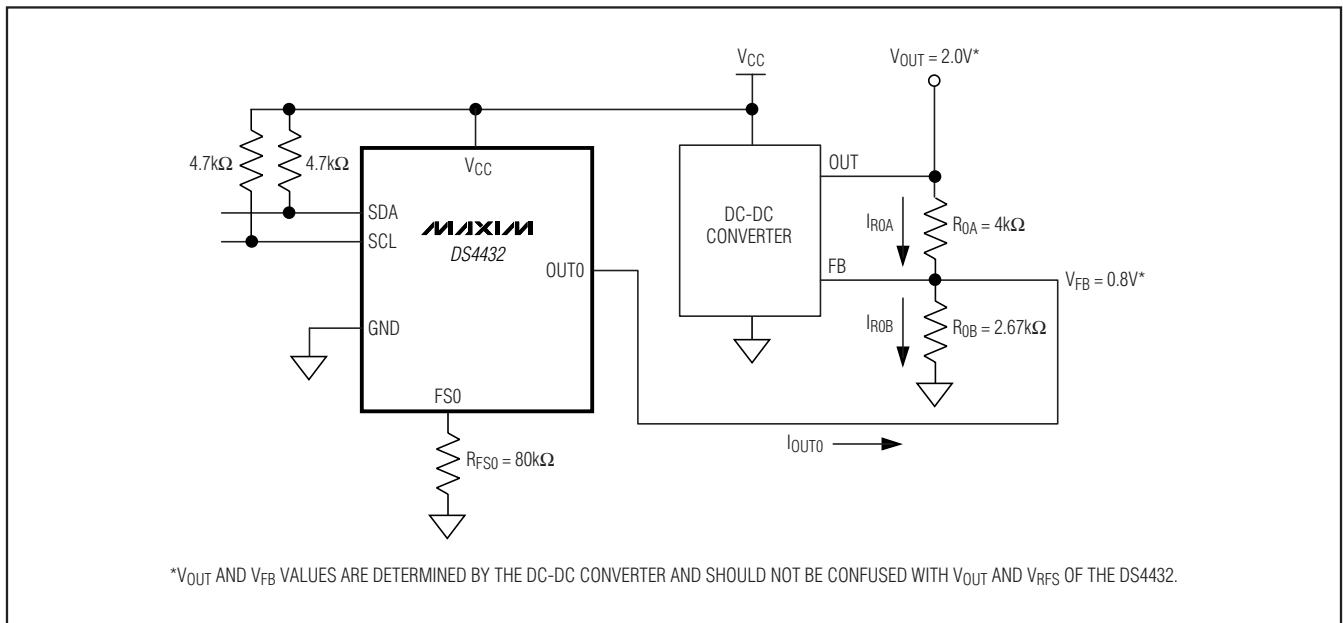 VCC
VOUT = 2.0V*
4.7kΩ
4.7kΩ
VCC
SDA
SCL
MAXIM
DS4432
OUT0
GND
FS0
RFS0 = 80kΩ
DC-DC
CONVERTER
OUT
FB
IR0A
R0A = 4kΩ
VFB = 0.8V*
IR0B
R0B = 2.67kΩ
IOUT0
*VOUT AND VFB VALUES ARE DETERMINED BY THE DC-DC CONVERTER AND SHOULD NOT BE CONFUSED WITH VOUT AND VRFS OF THE DS4432.